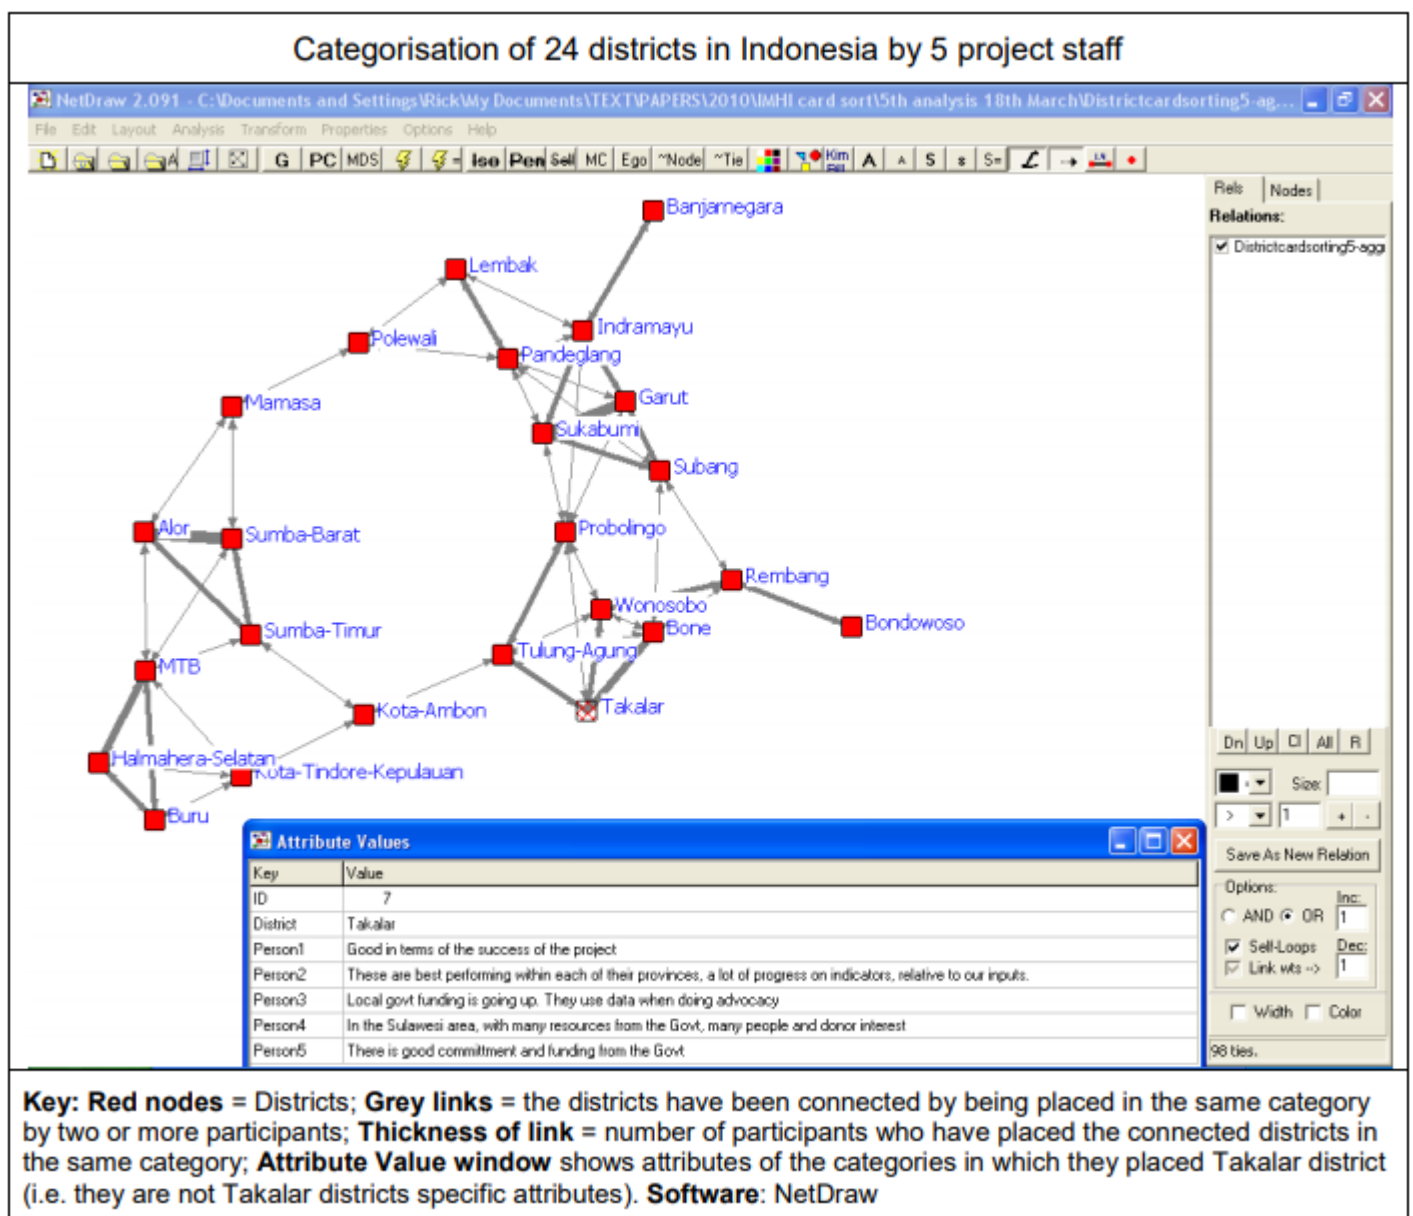 Categorisation of 24 districts in Indonesia by 5 project staff
NetDraw 2.091 - C:\Documents and Settings\Rick\My Documents\TEXT\PAPERS\2010\IMHI card sort\5th analysis 18th March\Districtcardsorting5-ag...
File Edit Layout Analysis Transform Properties Options Help
A G PC MDS = Iso Pen Sell MC Ego ~Node ~Tie A A S s S= L
Rels Nodes
Relations:
Districtcardsorting5-aggr
Banjarnegara
Lembak
Indramayu
Polewali
Pandeglang
Garut
Mamasa
Sukabumi
Subang
Alor
Sumba-Barat
Probolingo
Rembang
Wonosobo
Bondowoso
Bone
Sumba-Timur
Tulung-Agung
MTB
Takalar
Kota-Ambon
Halmahera-Selatan
Kota-Tindore-Kepulauan
Buru
Dn Up Cl All R
Size:
> 1 + -
Save As New Relation
Options:
Inc:
AND OR 1
Self-Loops Dec:
Link wts --> 1
Width Color
98 ties.
Attribute Values
Key Value
ID 7
District Takalar
Person1 Good in terms of the success of the project
Person2 These are best performing within each of their provinces, a lot of progress on indicators, relative to our inputs.
Person3 Local govt funding is going up. They use data when doing advocacy
Person4 In the Sulawesi area, with many resources from the Govt, many people and donor interest
Person5 There is good committment and funding from the Govt
Key: Red nodes = Districts; Grey links = the districts have been connected by being placed in the same category
by two or more participants; Thickness of link = number of participants who have placed the connected districts in
the same category; Attribute Value window shows attributes of the categories in which they placed Takalar district
(i.e. they are not Takalar districts specific attributes). Software: NetDraw